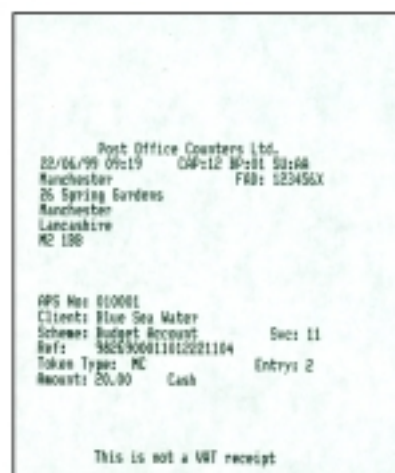 Post Office Counters Ltd.
22/06/99 09:19 CAP:12 BP:01 SU:AA
Manchester FAD: 123456X
26 Spring Gardens
Manchester
Lancashire
M2 1BB
APS No: 010001
Client: Blue Sea Water
Scheme: Budget Account Svc: 11
Ref:
Token Type: MC Entry: 2
Amount: 20.00 Cash
This is not a VAT receipt